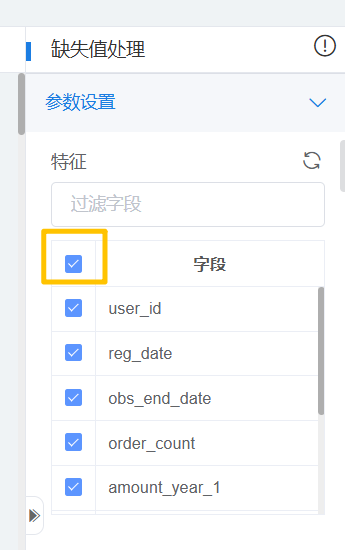 缺失值处理
参数设置
特征
过滤字段
字段
user_id
reg_date
obs_end_date
order_count
amount_year_1